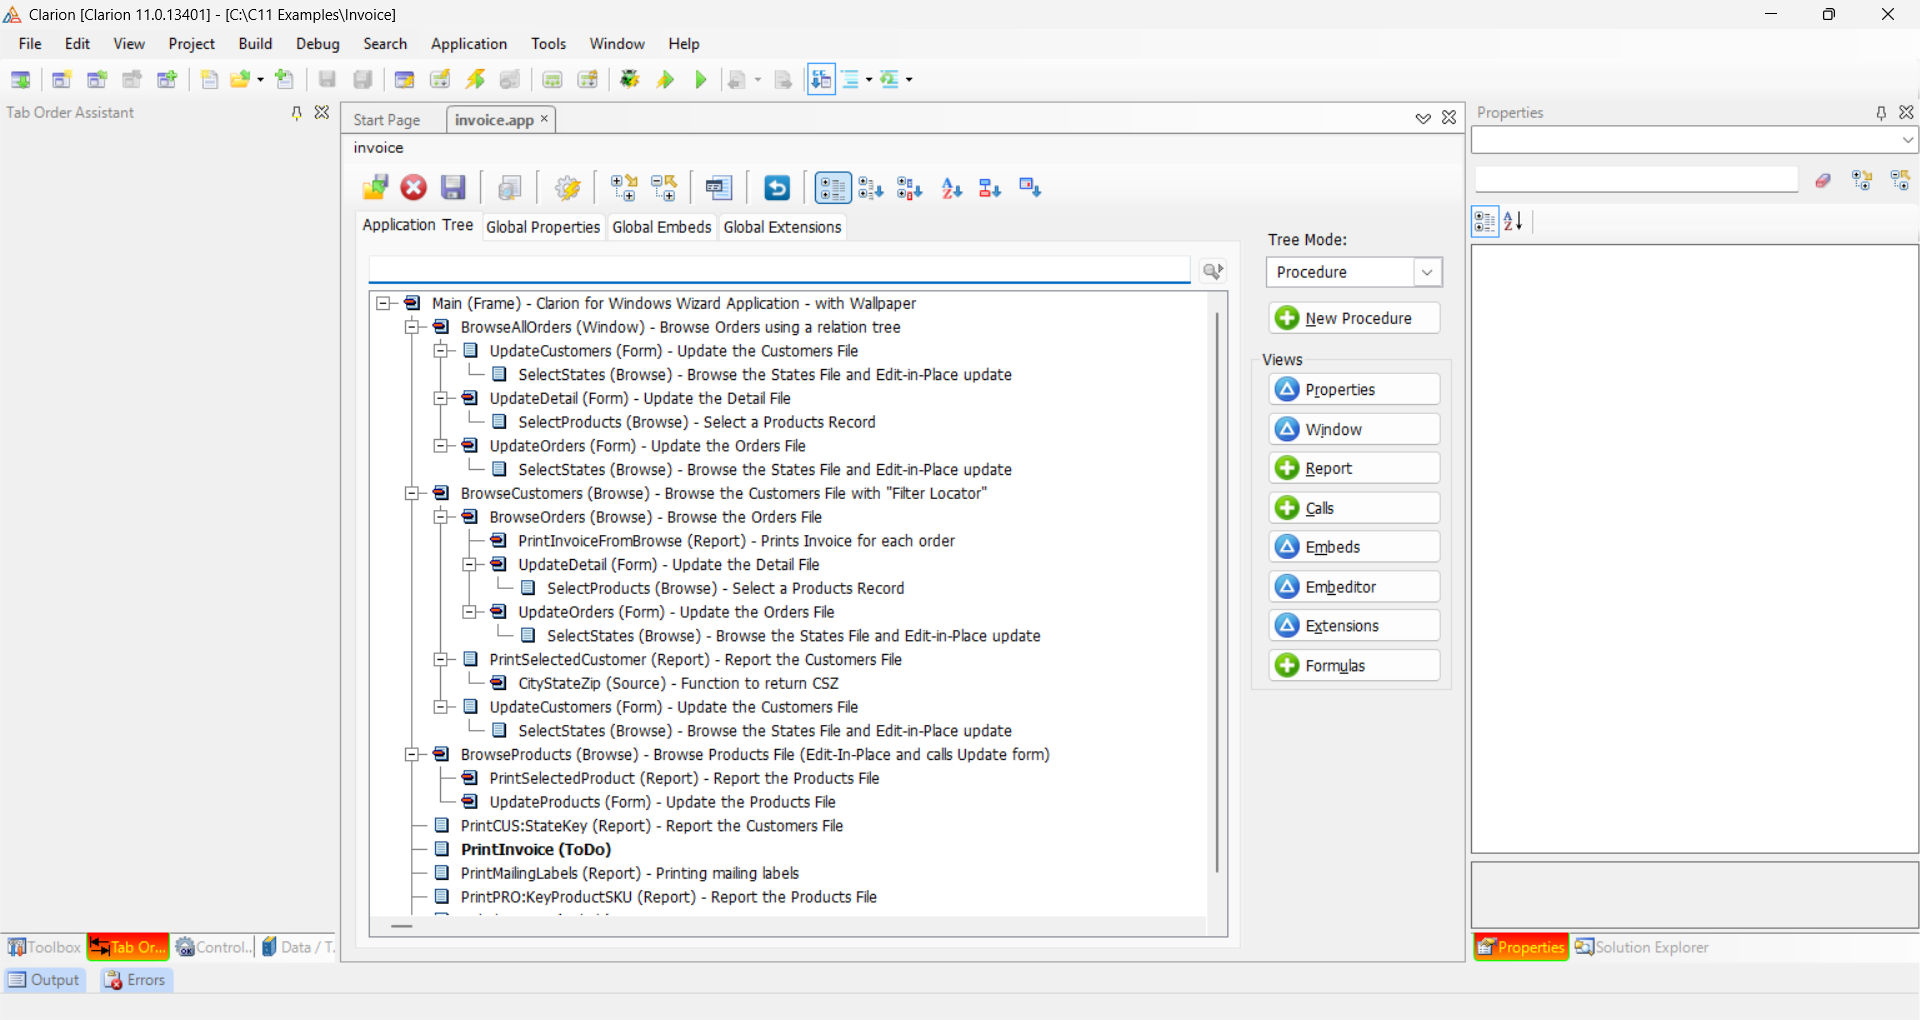 Clarion [Clarion 11.0.13401] - [C:\C11 Examples\Invoice]
File Edit View Project Build Debug Search Application Tools Window Help
Tab Order Assistant
Start Page
invoice.app
Properties
invoice
Application Tree
Global Properties
Global Embeds
Global Extensions
Tree Mode:
Procedure
New Procedure
Views
Properties
Window
Report
Calls
Embeds
Embeditor
Extensions
Formulas
Main (Frame) - Clarion for Windows Wizard Application - with Wallpaper
BrowseAllOrders (Window) - Browse Orders using a relation tree
UpdateCustomers (Form) - Update the Customers File
SelectStates (Browse) - Browse the States File and Edit-in-Place update
UpdateDetail (Form) - Update the Detail File
SelectProducts (Browse) - Select a Products Record
UpdateOrders (Form) - Update the Orders File
SelectStates (Browse) - Browse the States File and Edit-in-Place update
BrowseCustomers (Browse) - Browse the Customers File with "Filter Locator"
BrowseOrders (Browse) - Browse the Orders File
PrintInvoiceFromBrowse (Report) - Prints Invoice for each order
UpdateDetail (Form) - Update the Detail File
SelectProducts (Browse) - Select a Products Record
UpdateOrders (Form) - Update the Orders File
SelectStates (Browse) - Browse the States File and Edit-in-Place update
PrintSelectedCustomer (Report) - Report the Customers File
CityStateZip (Source) - Function to return CSZ
UpdateCustomers (Form) - Update the Customers File
SelectStates (Browse) - Browse the States File and Edit-in-Place update
BrowseProducts (Browse) - Browse Products File (Edit-In-Place and calls Update form)
PrintSelectedProduct (Report) - Report the Products File
UpdateProducts (Form) - Update the Products File
PrintCUS:StateKey (Report) - Report the Customers File
PrintInvoice (ToDo)
PrintMailingLabels (Report) - Printing mailing labels
PrintPRO:KeyProductSKU (Report) - Report the Products File
Toolbox
Tab Or...
Control...
Data / T.
Properties
Solution Explorer
Output
Errors